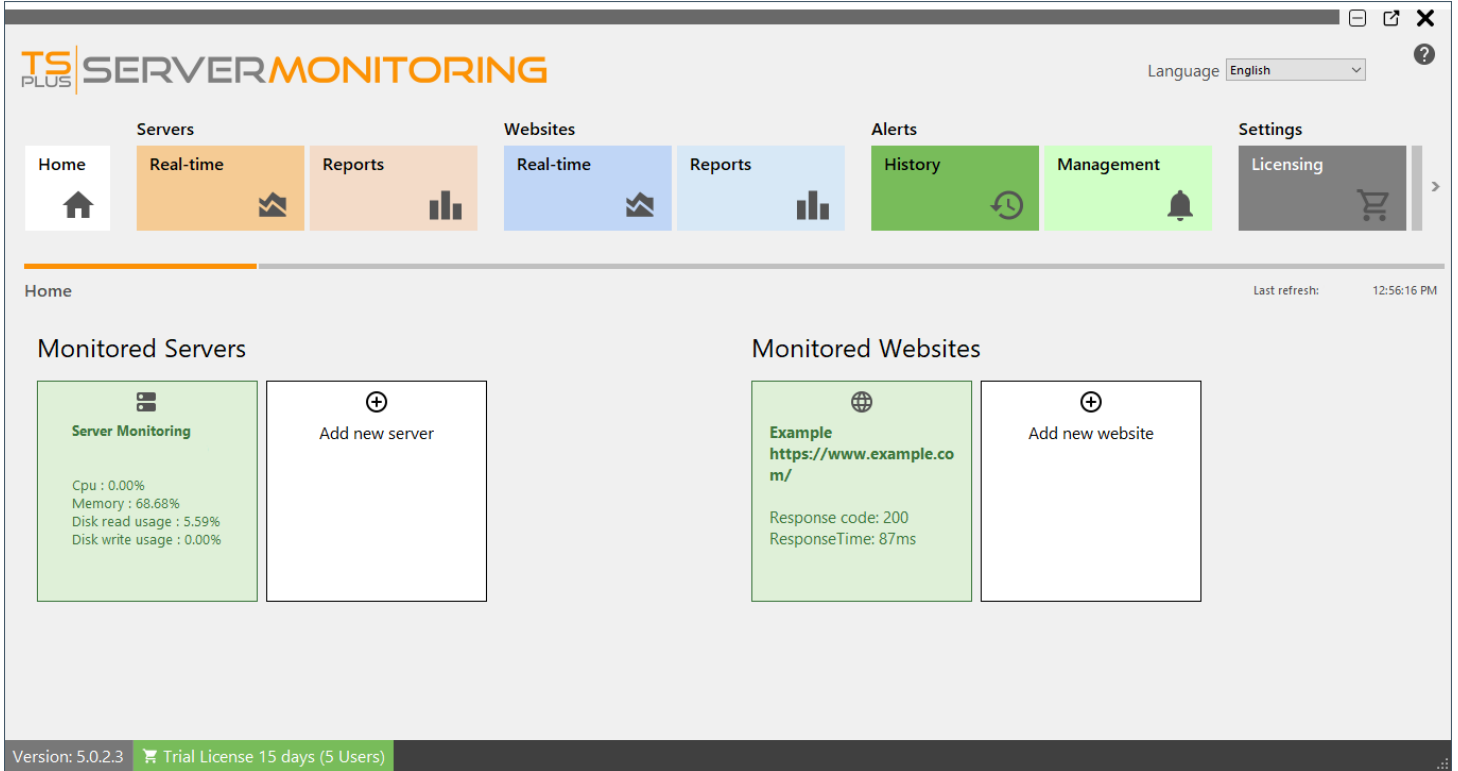 TS PLUS SERVERMONITORING
Language English
Servers Websites Alerts Settings
Home Real-time Reports Real-time Reports History Management Licensing
Home Last refresh: 12:56:16 PM
Monitored Servers
Server Monitoring
Cpu : 0.00%
Memory : 68.68%
Disk read usage : 5.59%
Disk write usage : 0.00%
Add new server
Monitored Websites
Example
https://www.example.co
m/
Response code: 200
ResponseTime: 87ms
Add new website
Version: 5.0.2.3 Trial License 15 days (5 Users)